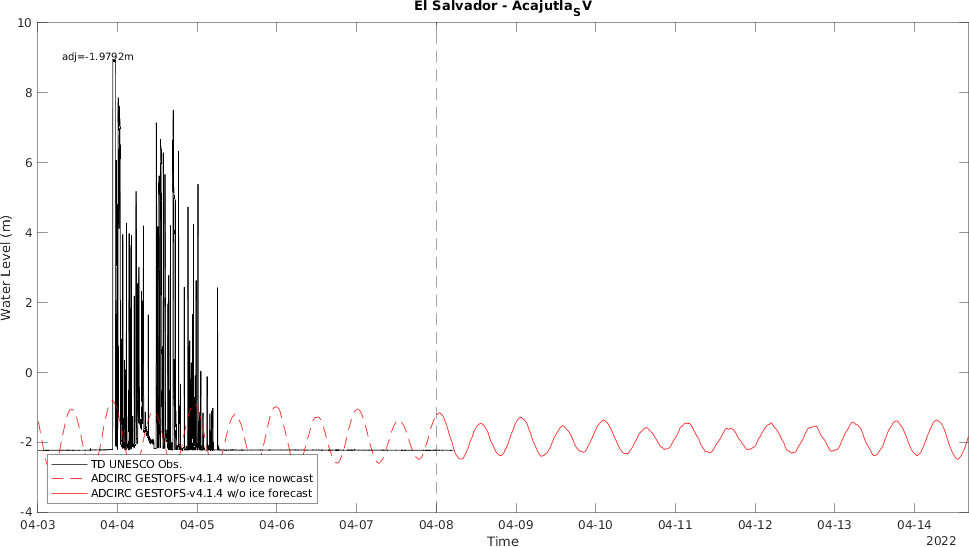 El Salvador - AcajutlaSV
adj=-1.9792m
10
8
6
4
2
0
-2
-4
Water Level (m)
TD UNESCO Obs.
ADCIRC GESTOFS-v4.1.4 w/o ice nowcast
ADCIRC GESTOFS-v4.1.4 w/o ice forecast
04-03 04-04 04-05 04-06 04-07 04-08 04-09 04-10 04-11 04-12 04-13 04-14
Time
2022